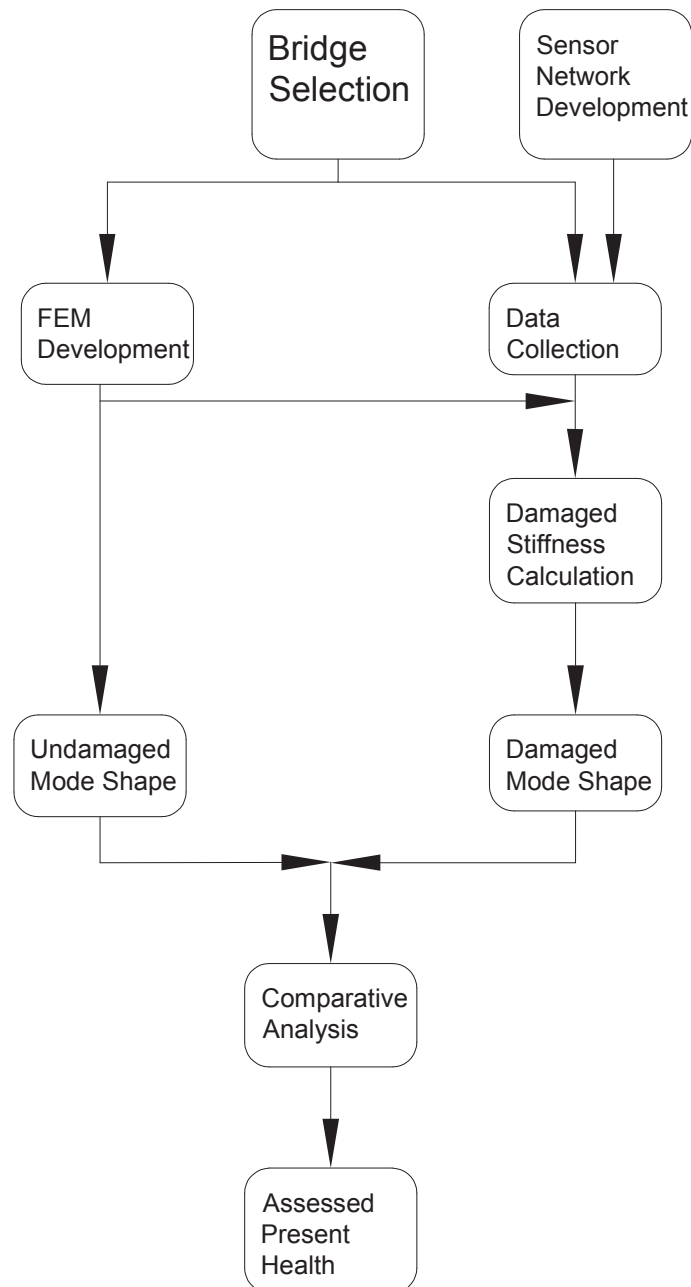 Bridge
Selection
Sensor
Network
Development
FEM
Development
Data
Collection
Damaged
Stiffness
Calculation
Undamaged
Mode Shape
Damaged
Mode Shape
Comparative
Analysis
Assessed
Present
Health